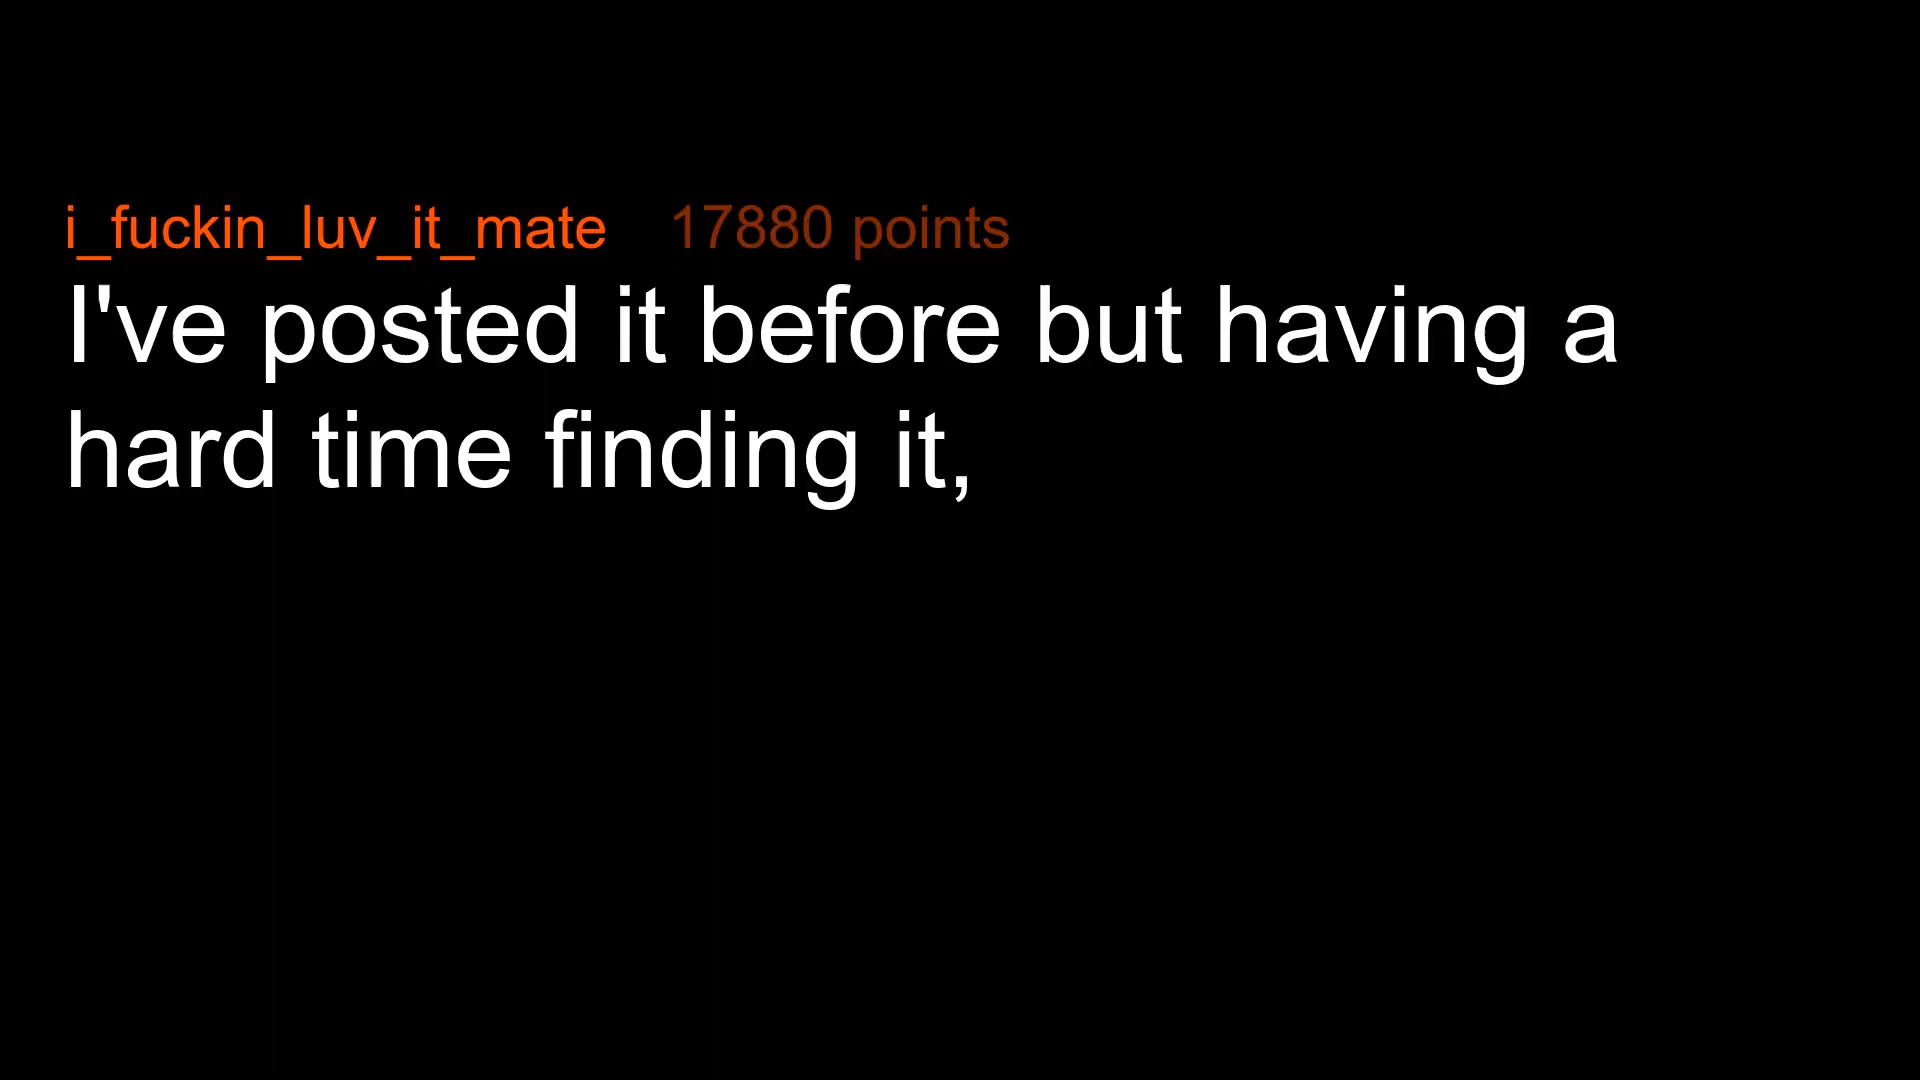 i_fuckin_luv_it_mate 17880 points
I've posted it before but having a
hard time finding it,